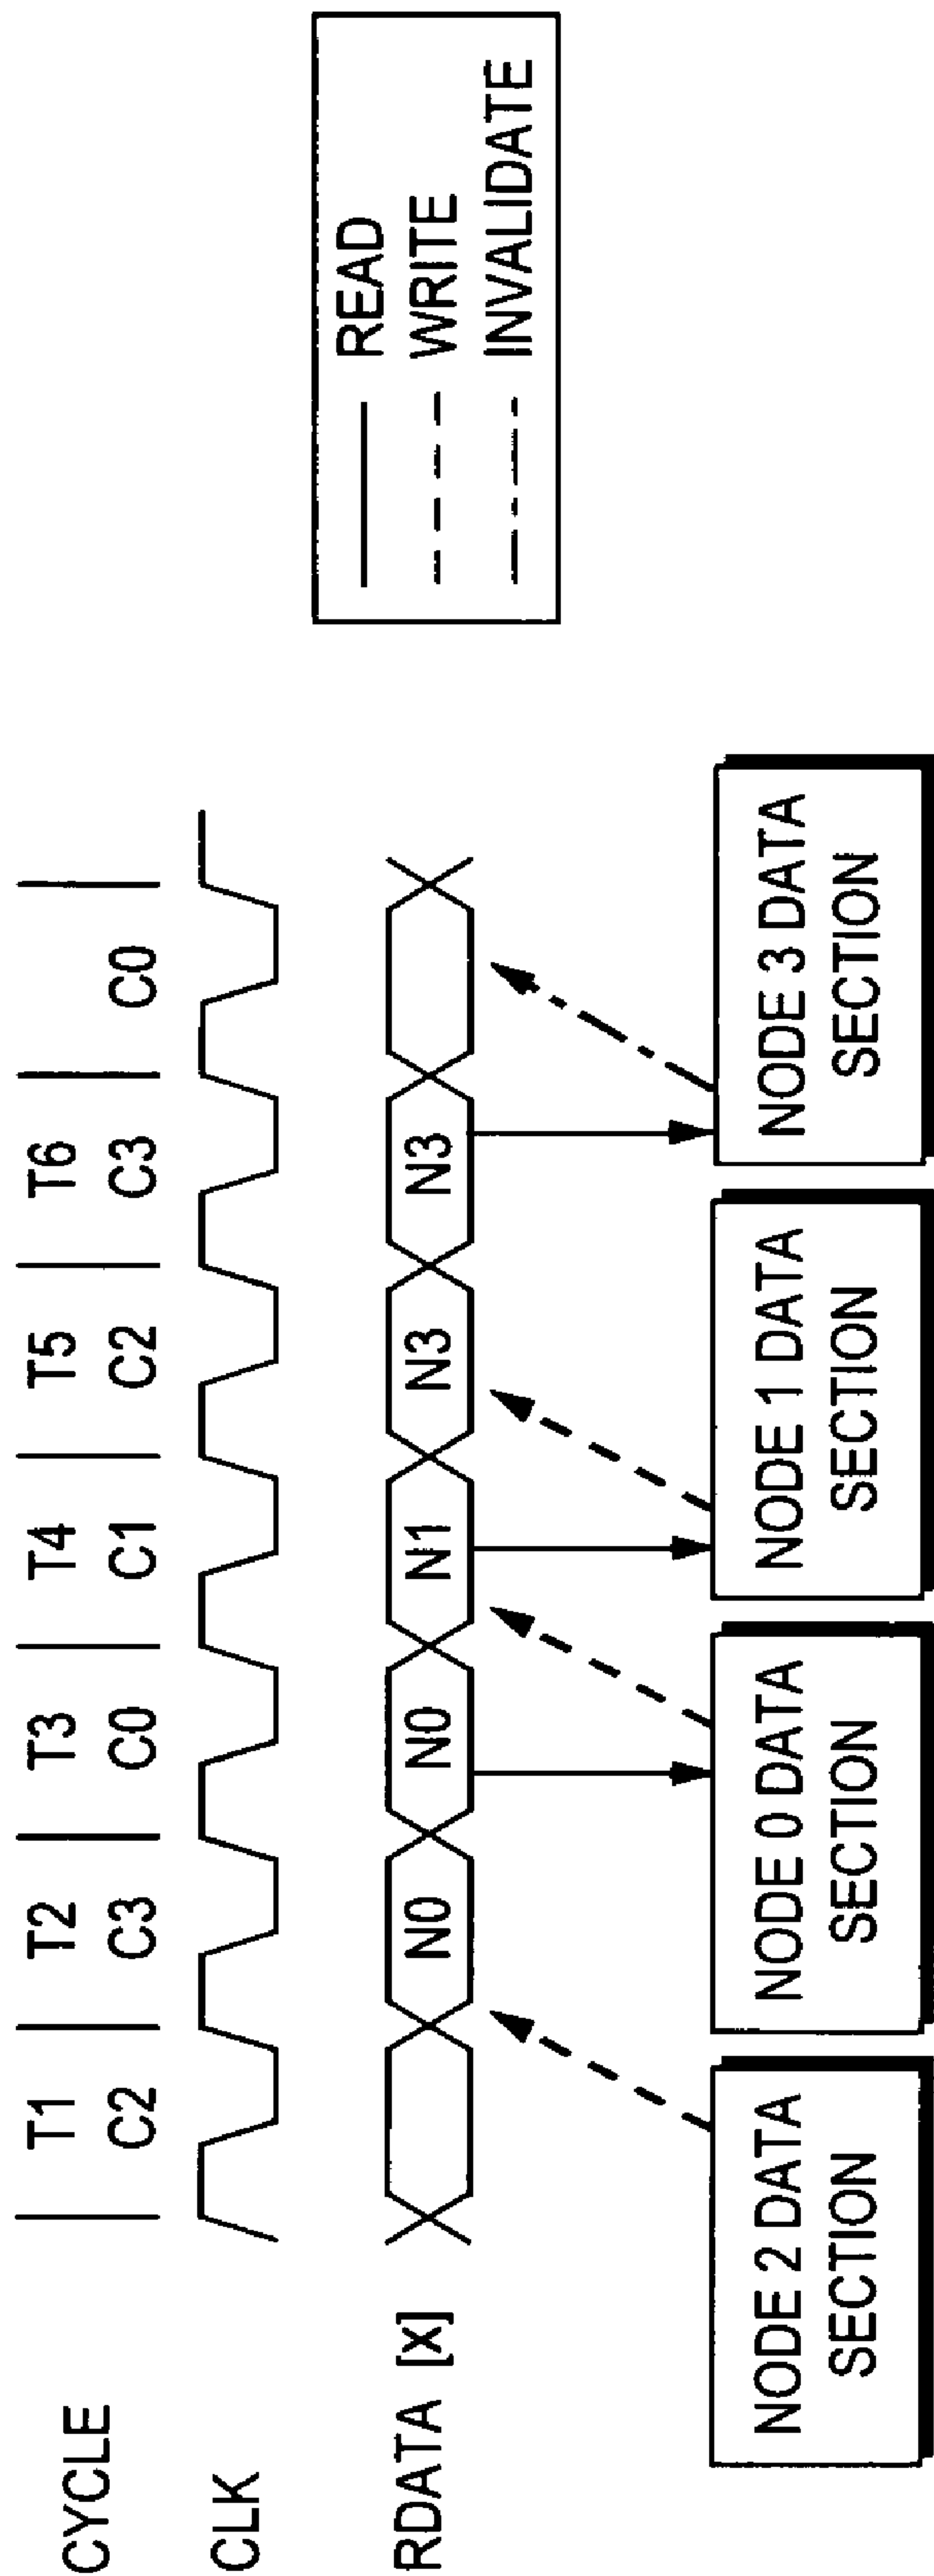 CYCLE
T1 T2 T3 T4 T5 T6
C2 C3 C0 C1 C2 C3 C0
CLK
RDATA [X]
N0 N0 N1 N3 N3
READ
WRITE
INVALIDATE
NODE 2 DATA
SECTION
NODE 0 DATA
SECTION
NODE 1 DATA
SECTION
NODE 3 DATA
SECTION